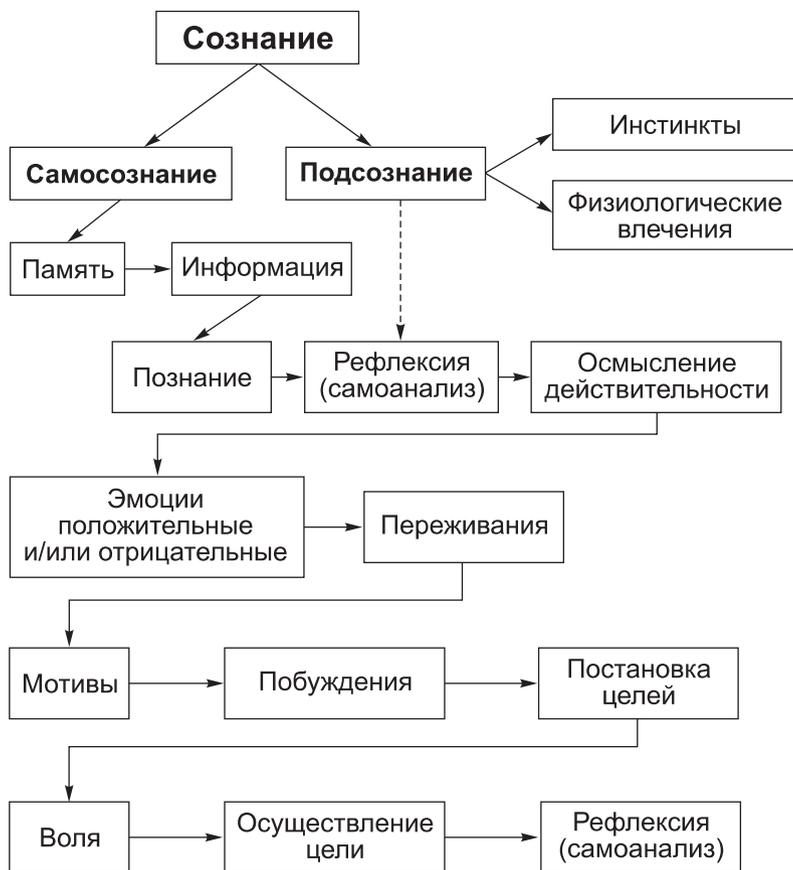 Сознание
Самосознание
Подсознание
Инстинкты
Физиологические
влечения
Память
Информация
Познание
Рефлексия
(самоанализ)
Осмысление
действительности
Эмоции
положительные
и/или отрицательные
Переживания
Мотивы
Побуждения
Постановка
целей
Воля
Осуществление
цели
Рефлексия
(самоанализ)